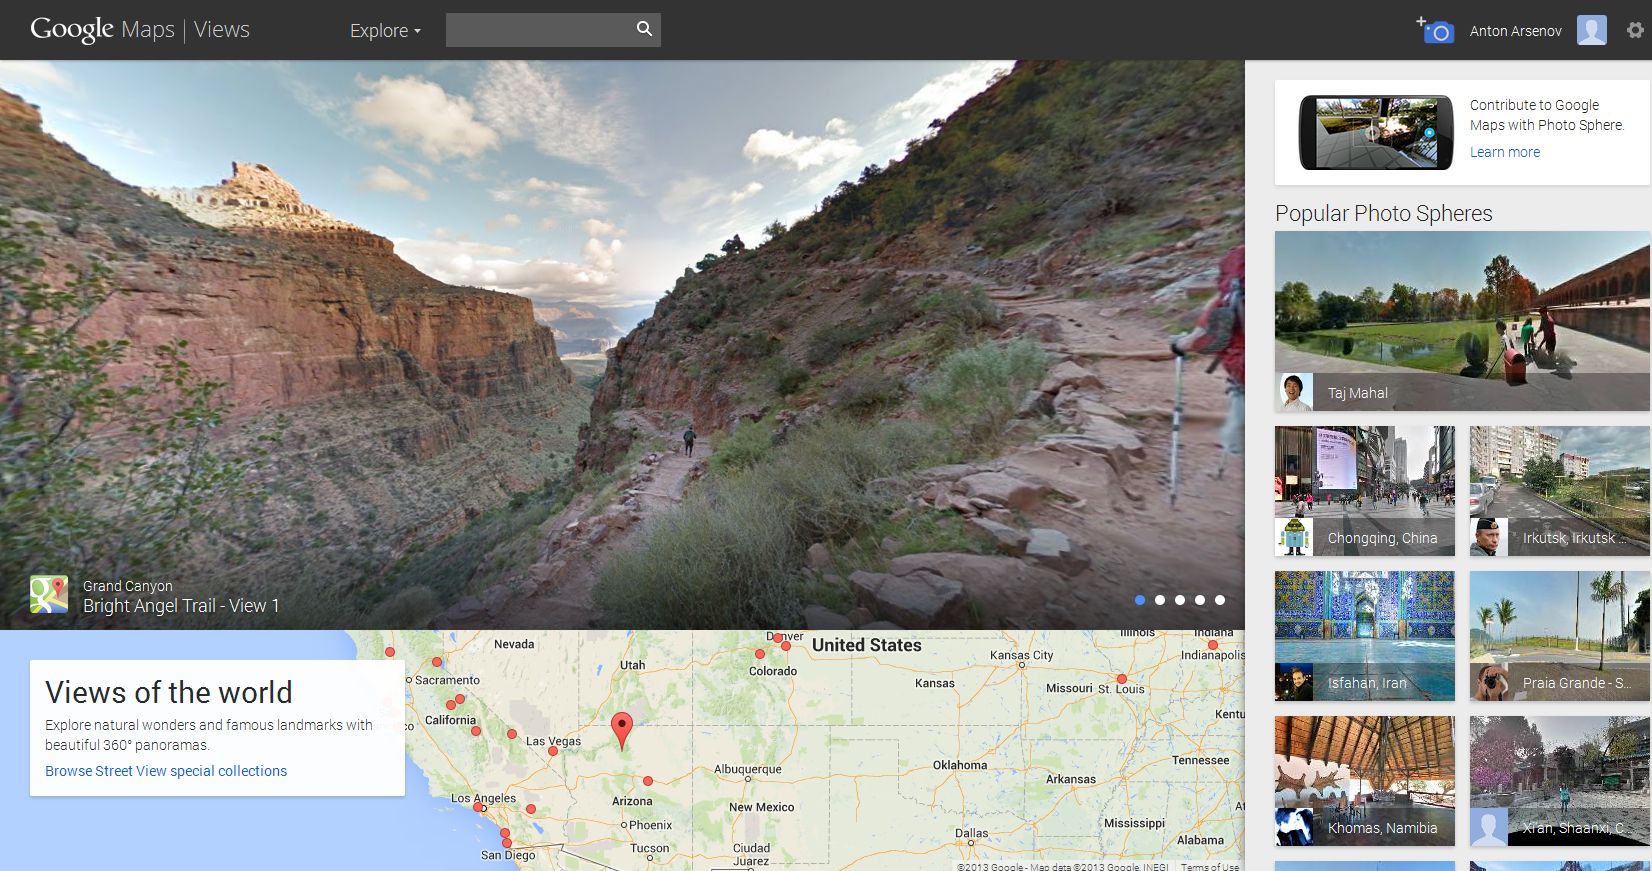 Google Maps | Views
Explore
Anton Arsenov
Contribute to Google
Maps with Photo Sphere.
Learn more
Popular Photo Spheres
Taj Mahal
Chongqing, China
Irkutsk, Irkutsk ...
Isfahan, Iran
Praia Grande - S...
Khomas, Namibia
Xi'an, Shaanxi, C...
Grand Canyon
Bright Angel Trail - View 1
Views of the world
Explore natural wonders and famous landmarks with
beautiful 360° panoramas.
Browse Street View special collections
Nevada
Denver
United States
Illinois
Indiana
Utah
Colorado
Kansas City
Indianapolis
Sacramento
Kansas
Missouri
St. Louis
California
Kentu
Las Vegas
Albuquerque
Oklahoma
Arkansas
Tennessee
Los Angeles
Arizona
New Mexico
At
Phoenix
Mississippi
Dallas
Alabama
San Diego
Tucson
Ciudad
Juarez
©2013 Google - Map data ©2013 Google, INEGI
Terms of Use